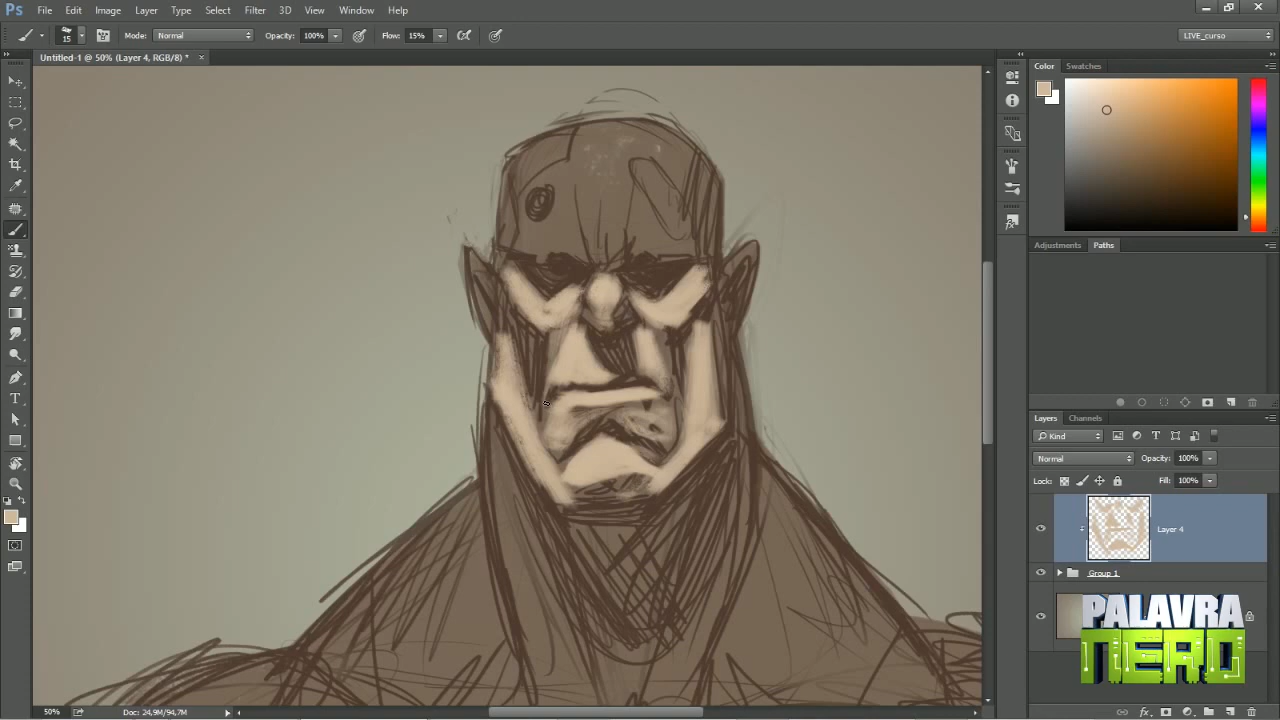 Ps File Edit Image Layer Type Select Filter 3D View Window Help
15 Mode: Normal Opacity: 100% Flow: 15% LIVE_curso
Untitled-1 @ 50% (Layer 4, RGB/8) * ×
Color Swatches
Adjustments Paths
Layers Channels
Kind
Normal Opacity: 100%
Lock: Fill: 100%
Layer 4
Group 1
PALAVRA
NERD
50% Doc: 24,9M/94,7M